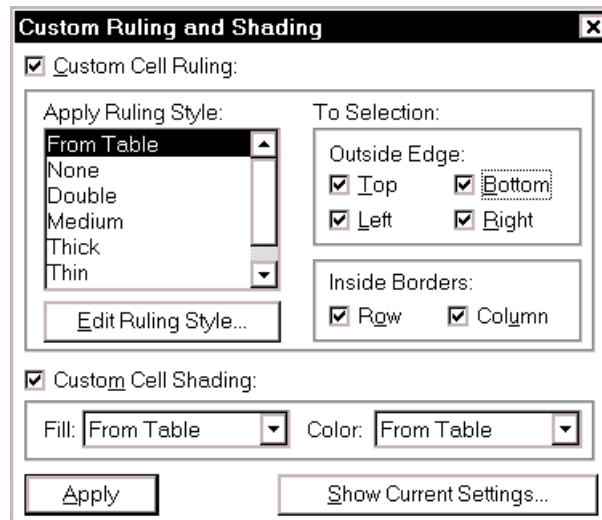 Custom Ruling and Shading
Custom Cell Ruling:
Apply Ruling Style:
From Table
None
Double
Medium
Thick
Thin
Edit Ruling Style...
To Selection:
Outside Edge:
Top Bottom
Left Right
Inside Borders:
Row Column
Custom Cell Shading:
Fill: From Table Color: From Table
Apply Show Current Settings...